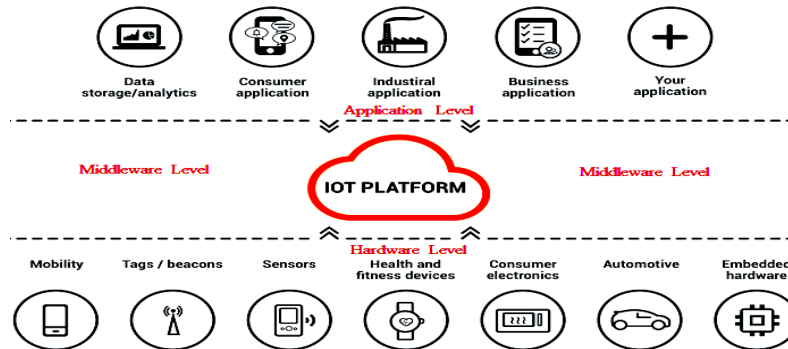 Data
storage/analytics
Consumer
application
Industiral
application
Business
application
Your
application
Application Level
Middleware Level
IOT PLATFORM
Middleware Level
Hardware Level
Mobility
Tags / beacons
Sensors
Health and
fitness devices
Consumer
electronics
Automotive
Embedded
hardware